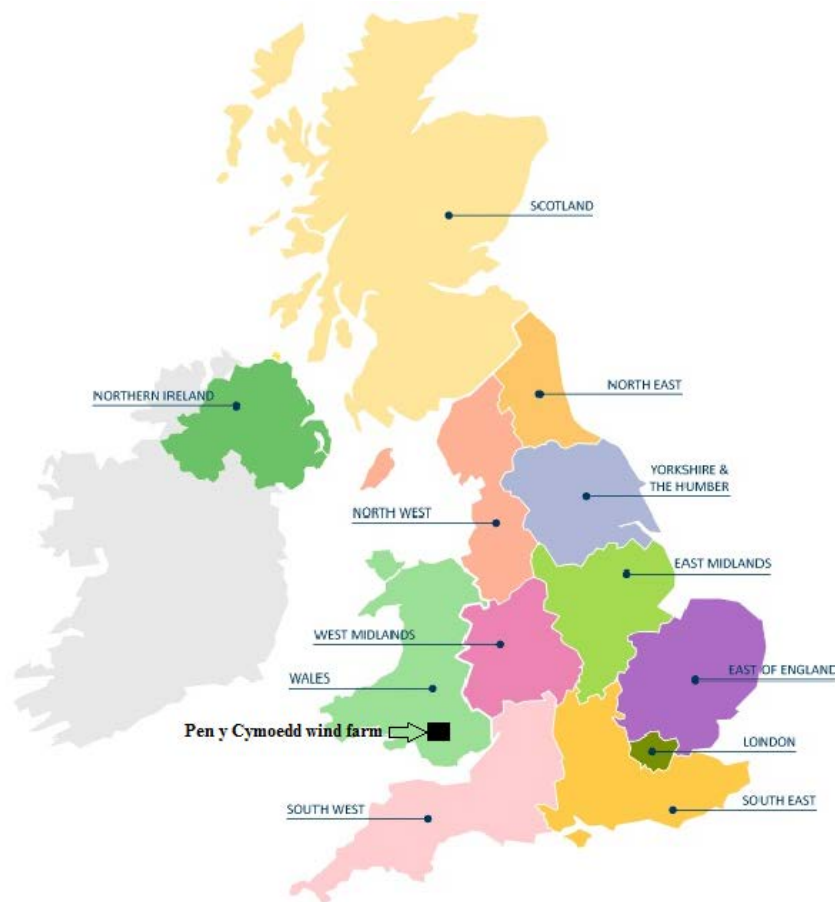 SCOTLAND
NORTH EAST
NORTHERN IRELAND
YORKSHIRE &
THE HUMBER
NORTH WEST
EAST MIDLANDS
WEST MIDLANDS
EAST OF ENGLAND
WALES
Pen y Cymoedd wind farm
LONDON
SOUTH EAST
SOUTH WEST